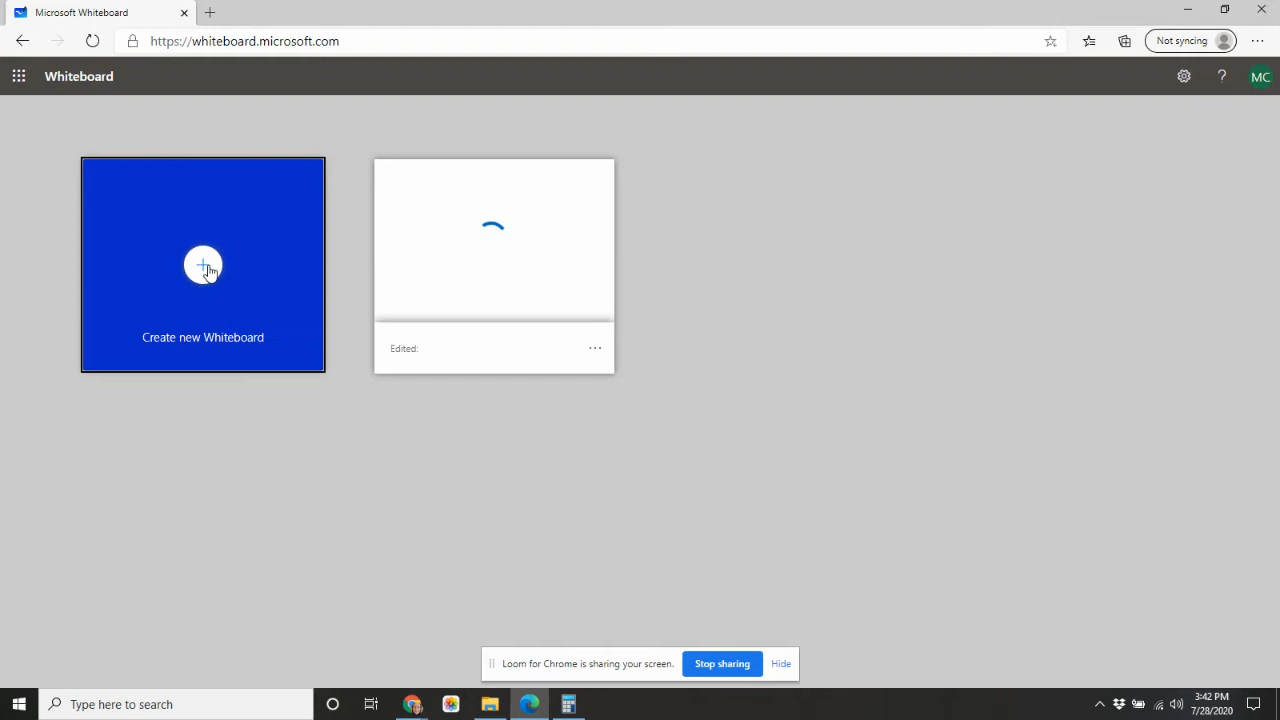 Microsoft Whiteboard
https://whiteboard.microsoft.com
Not syncing
Whiteboard
MC
Create new Whiteboard
Edited:
Loom for Chrome is sharing your screen.
Stop sharing
Hide
Type here to search
3:42 PM
7/28/2020